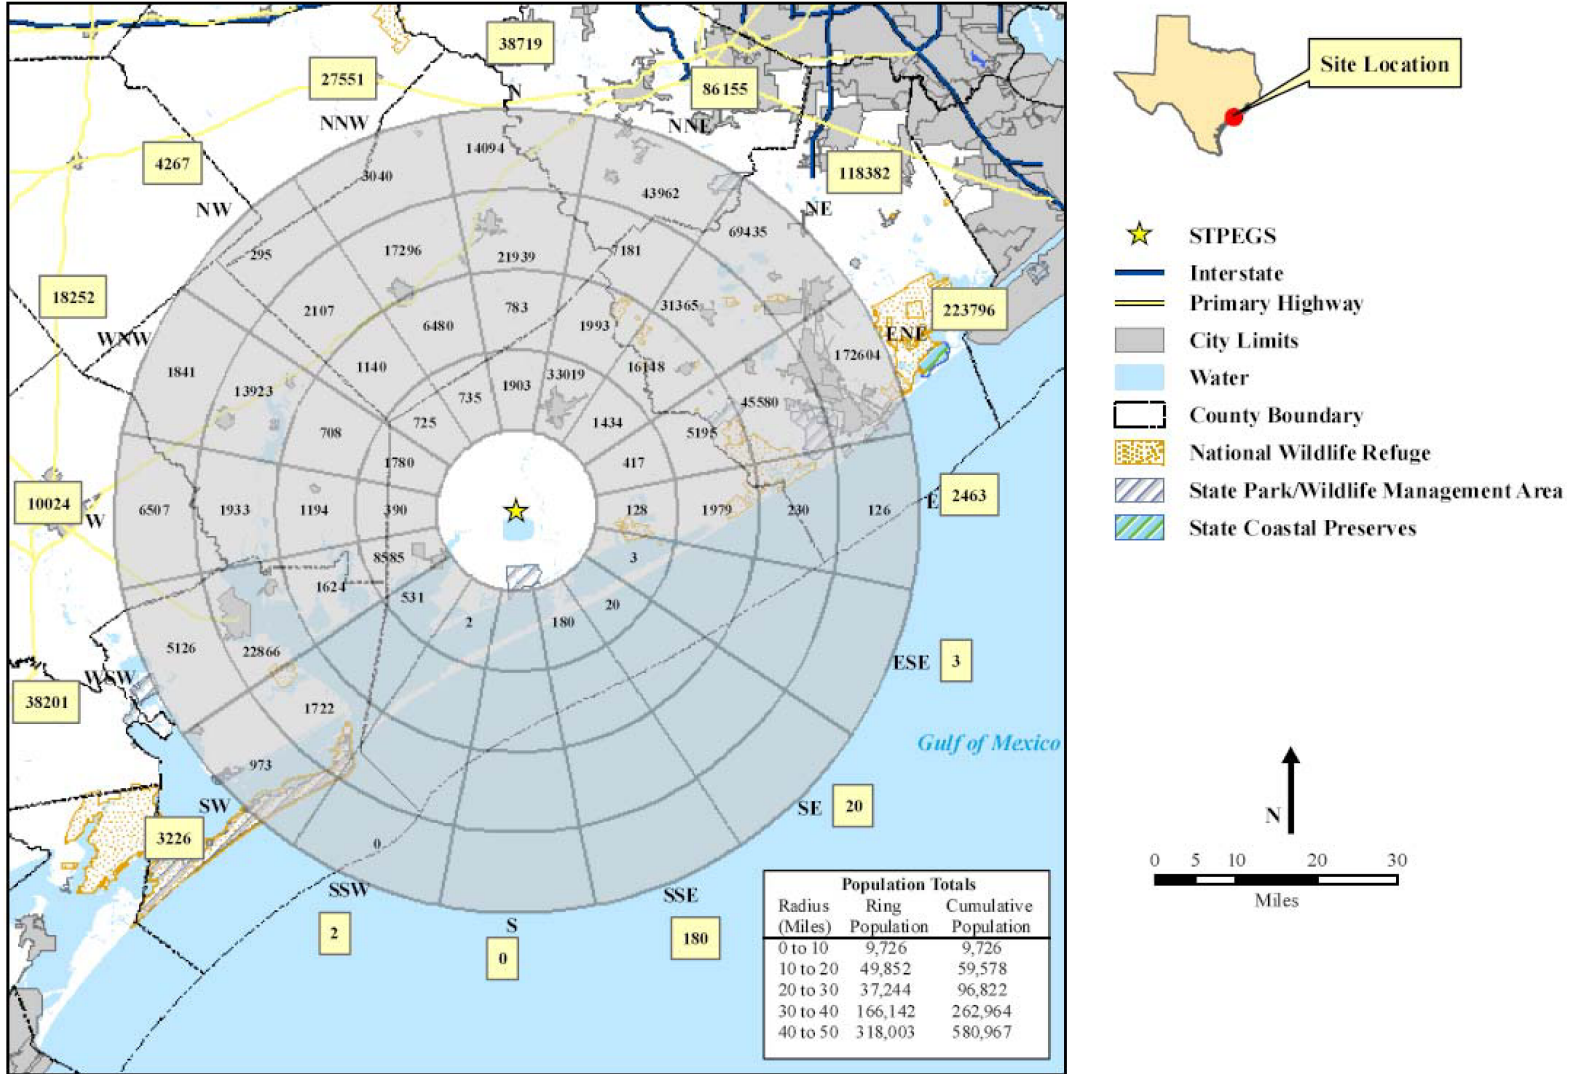 38719
27551
86155
N
NNW
NNE
14094
4267
118382
3040
43962
NW
NE
69435
295
17296
21939
7181
18252
2107
783
31365
223796
6480
1993
WNW
ENE
1841
1140
172604
13923
735
1903
33019
16148
45580
725
1434
708
5195
1780
417
10024
W
6507
1933
1194
390
128
1979
230
126
E
2463
8585
3
1624
531
20
2
180
5126
22866
WSW
ESE
3
38201
1722
Gulf of Mexico
973
SW
SE
20
3226
0
SSW
SSE
S
2
180
0
Population Totals
Radius Ring Cumulative
(Miles) Population Population
0 to 10 9,726 9,726
10 to 20 49,852 59,578
20 to 30 37,244 96,822
30 to 40 166,142 262,964
40 to 50 318,003 580,967
Site Location
STPEGS
Interstate
Primary Highway
City Limits
Water
County Boundary
National Wildlife Refuge
State Park/Wildlife Management Area
State Coastal Preserves
N
0 5 10 20 30
Miles